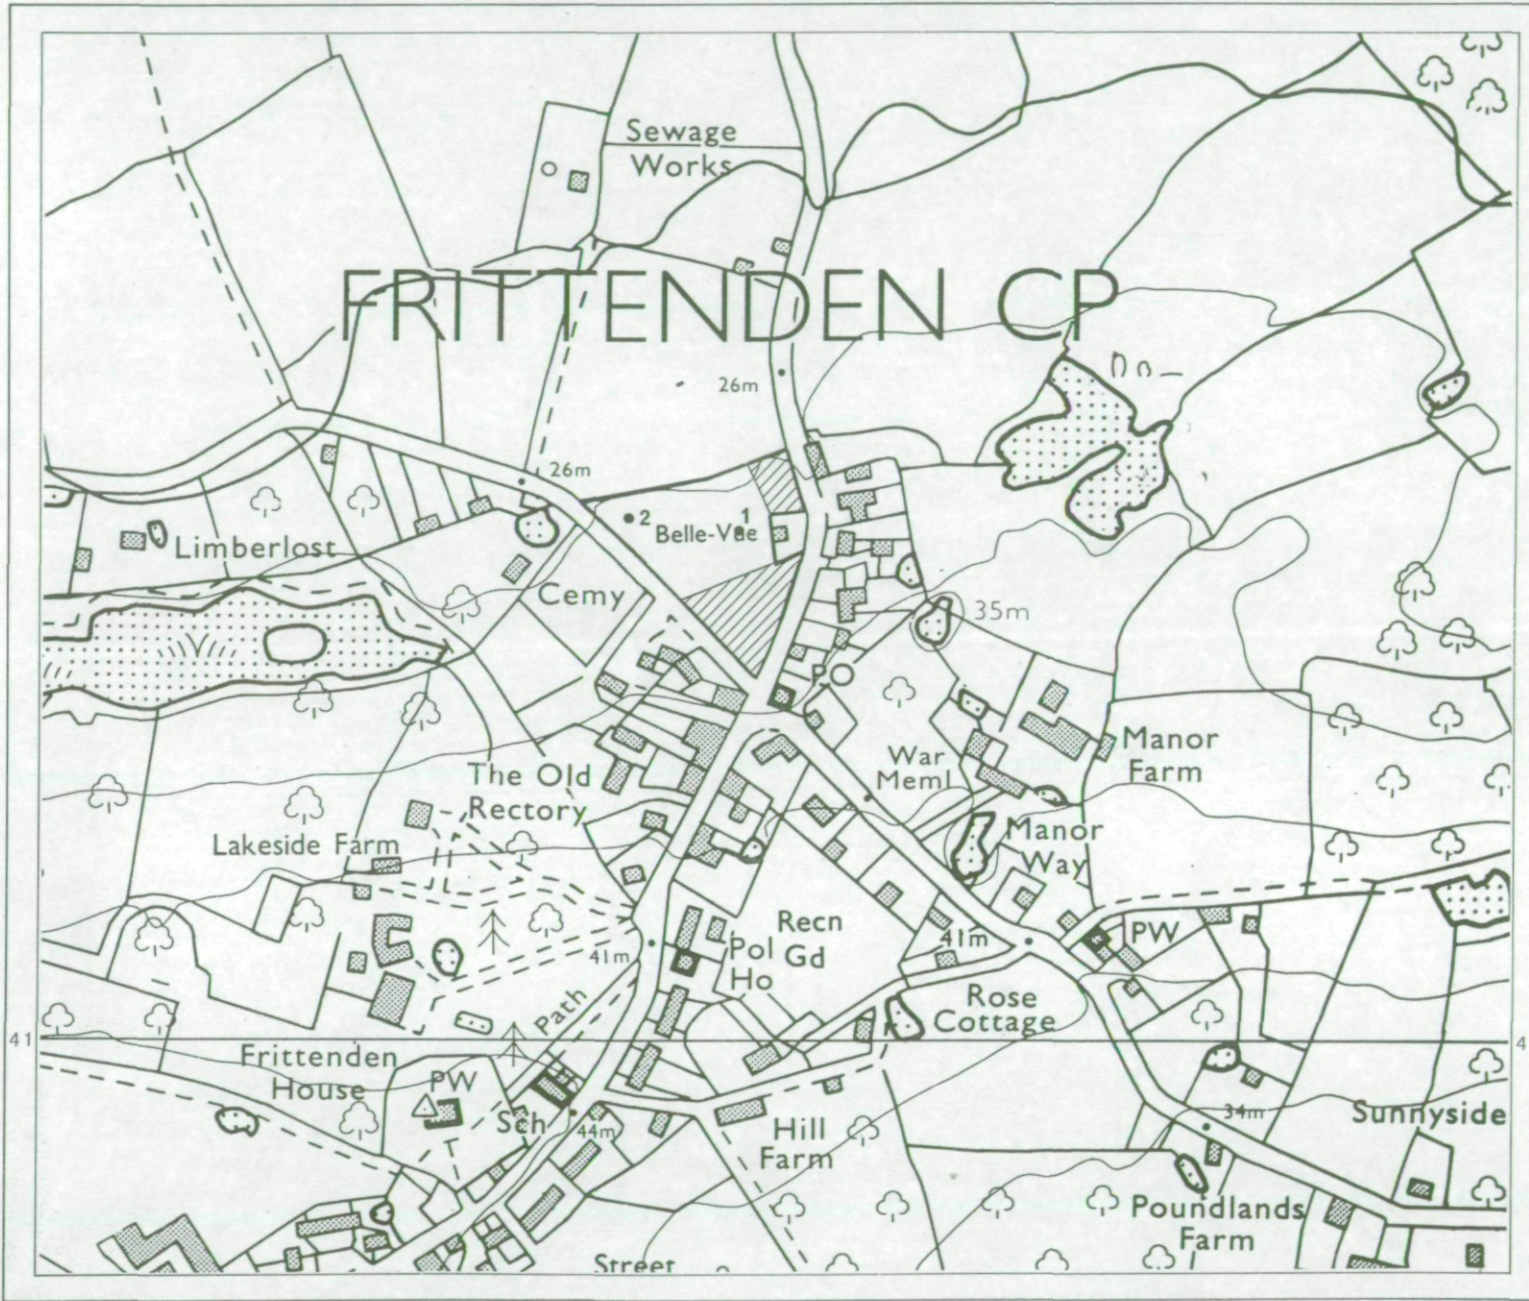 Sewage
Works
FRITTENDEN CP
26m
26m
2
1
Belle-Vue
Limberlost
Cemy
35m
PO
War
Meml
Manor
Farm
The Old
Rectory
Lakeside Farm
Manor
Way
Recn
Gd
41m
PW
41m
Pol
Ho
Path
Rose
Cottage
41
4
Frittenden
House
PW
Sch
44m
34m
Sunnyside
Hill
Farm
Poundlands
Farm
Street